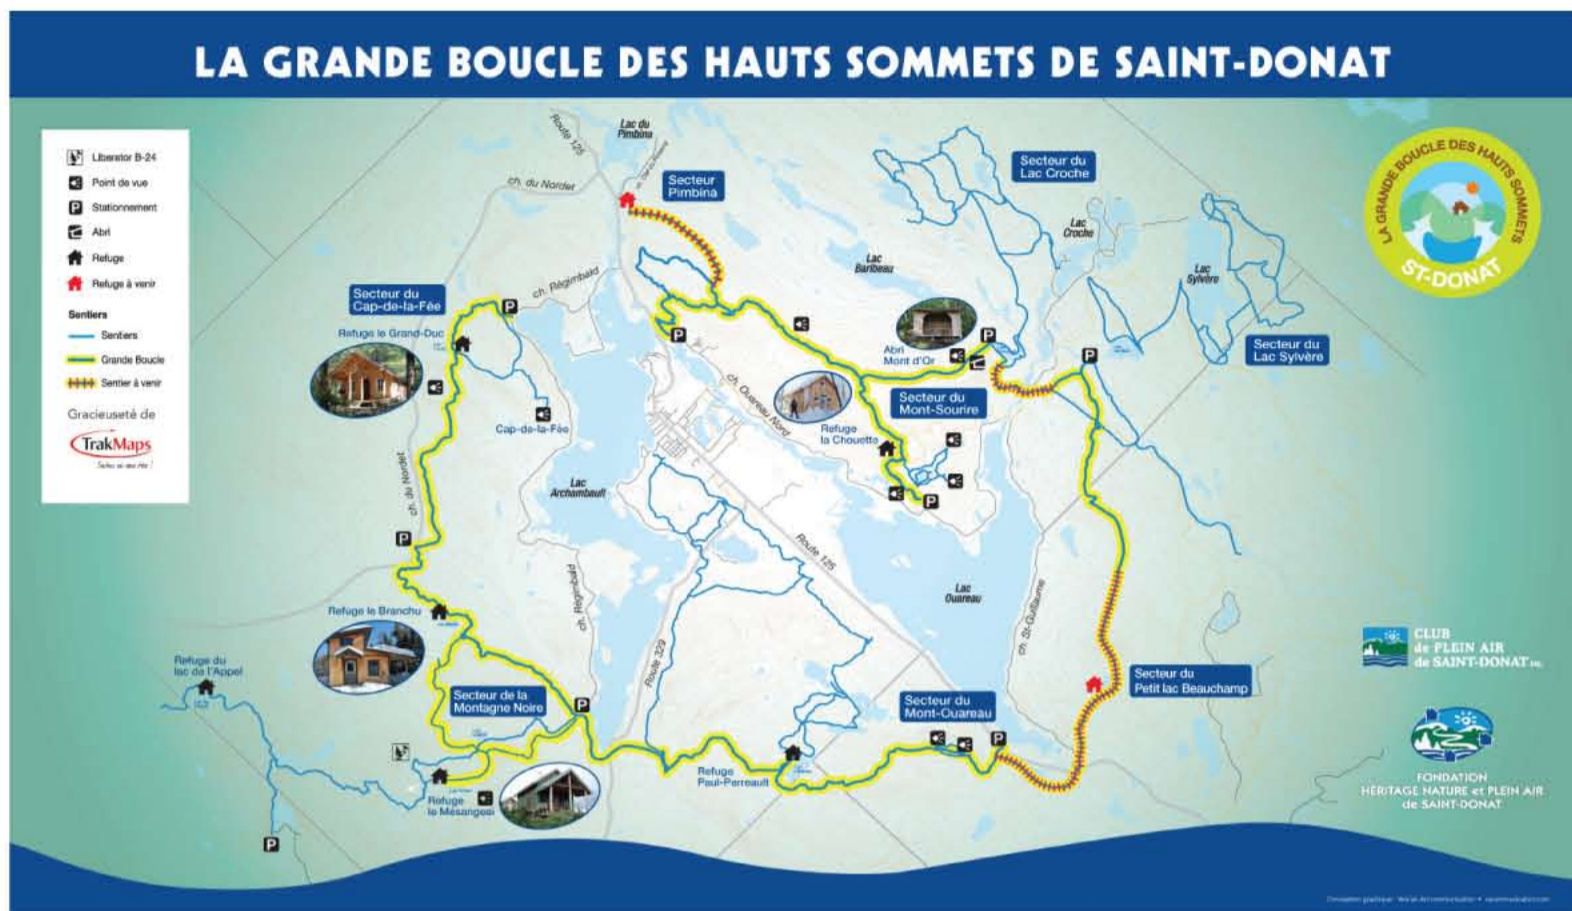 LA GRANDE BOUCLE DES HAUTS SOMMETS DE SAINT-DONAT
Liberator B-24
Point de vue
P
Stationnement
Abri
Refuge
Refuge à venir
Sentiers
Sentiers
Grande Boucle
Sentier à venir
Gracieuseté de
TrakMaps
Route 125
Lac du
Pimbina
ch. du Nordet
Secteur
Pimbina
Secteur du
Lac Croche
Lac
Croche
LA GRANDE BOUCLE DES HAUTS SOMMETS
ST-DONAT
Lac
Baribeau
Lac
Sylvère
ch. Régimbald
Secteur du
Cap-de-la-Fée
P
Refuge le Grand-Duc
P
P
Abri
Mont d'Or
P
Secteur du
Lac Sylvère
ch. Ouareau Nord
Secteur du
Mont-Sourire
Cap-de-la-Fée
Refuge
la Chouette
ch. du Nordet
Lac
Archambault
P
P
Route 125
Lac
Ouareau
ch. Régimbald
ch. St-Guillaume
Refuge le Branchu
Route 329
CLUB
de PLEIN AIR
de SAINT-DONAT
Refuge du
lac de l'Appel
Secteur de la
Montagne Noire
P
Secteur du
Mont-Ouareau
P
Secteur du
Petit lac Beauchamp
Refuge
Paul-Perreault
Refuge
le Mésangeai
P
FONDATION
HÉRITAGE NATURE et PLEIN AIR
de SAINT-DONAT